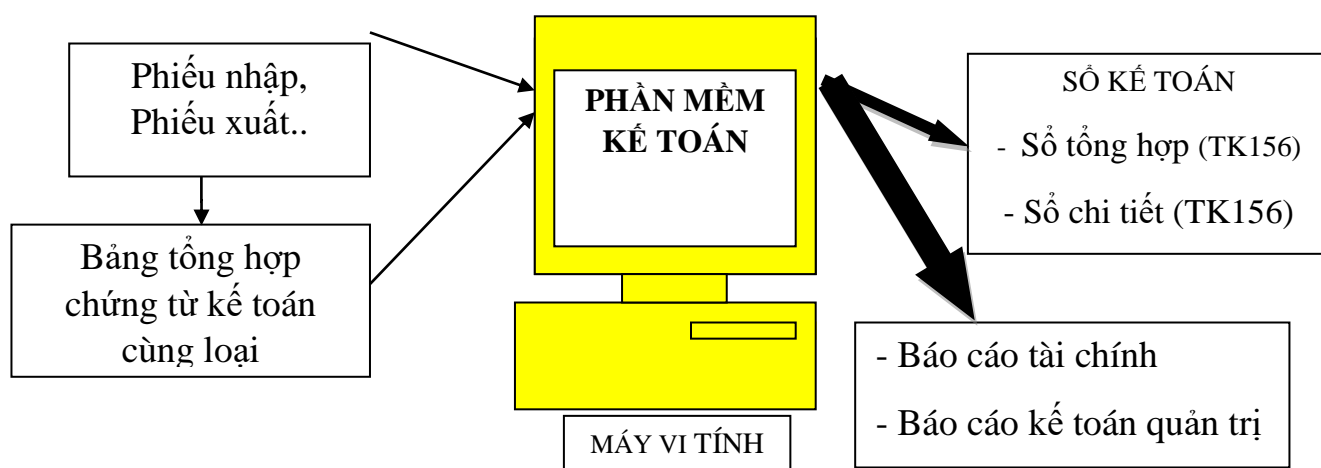 Phiếu nhập,
Phiếu xuất..
Bảng tổng hợp
chứng từ kế toán
cùng loại
PHẦN MỀM
KẾ TOÁN
MÁY VI TÍNH
SỔ KẾ TOÁN
- Sổ tổng hợp (TK156)
- Sổ chi tiết (TK156)
- Báo cáo tài chính
- Báo cáo kế toán quản trị